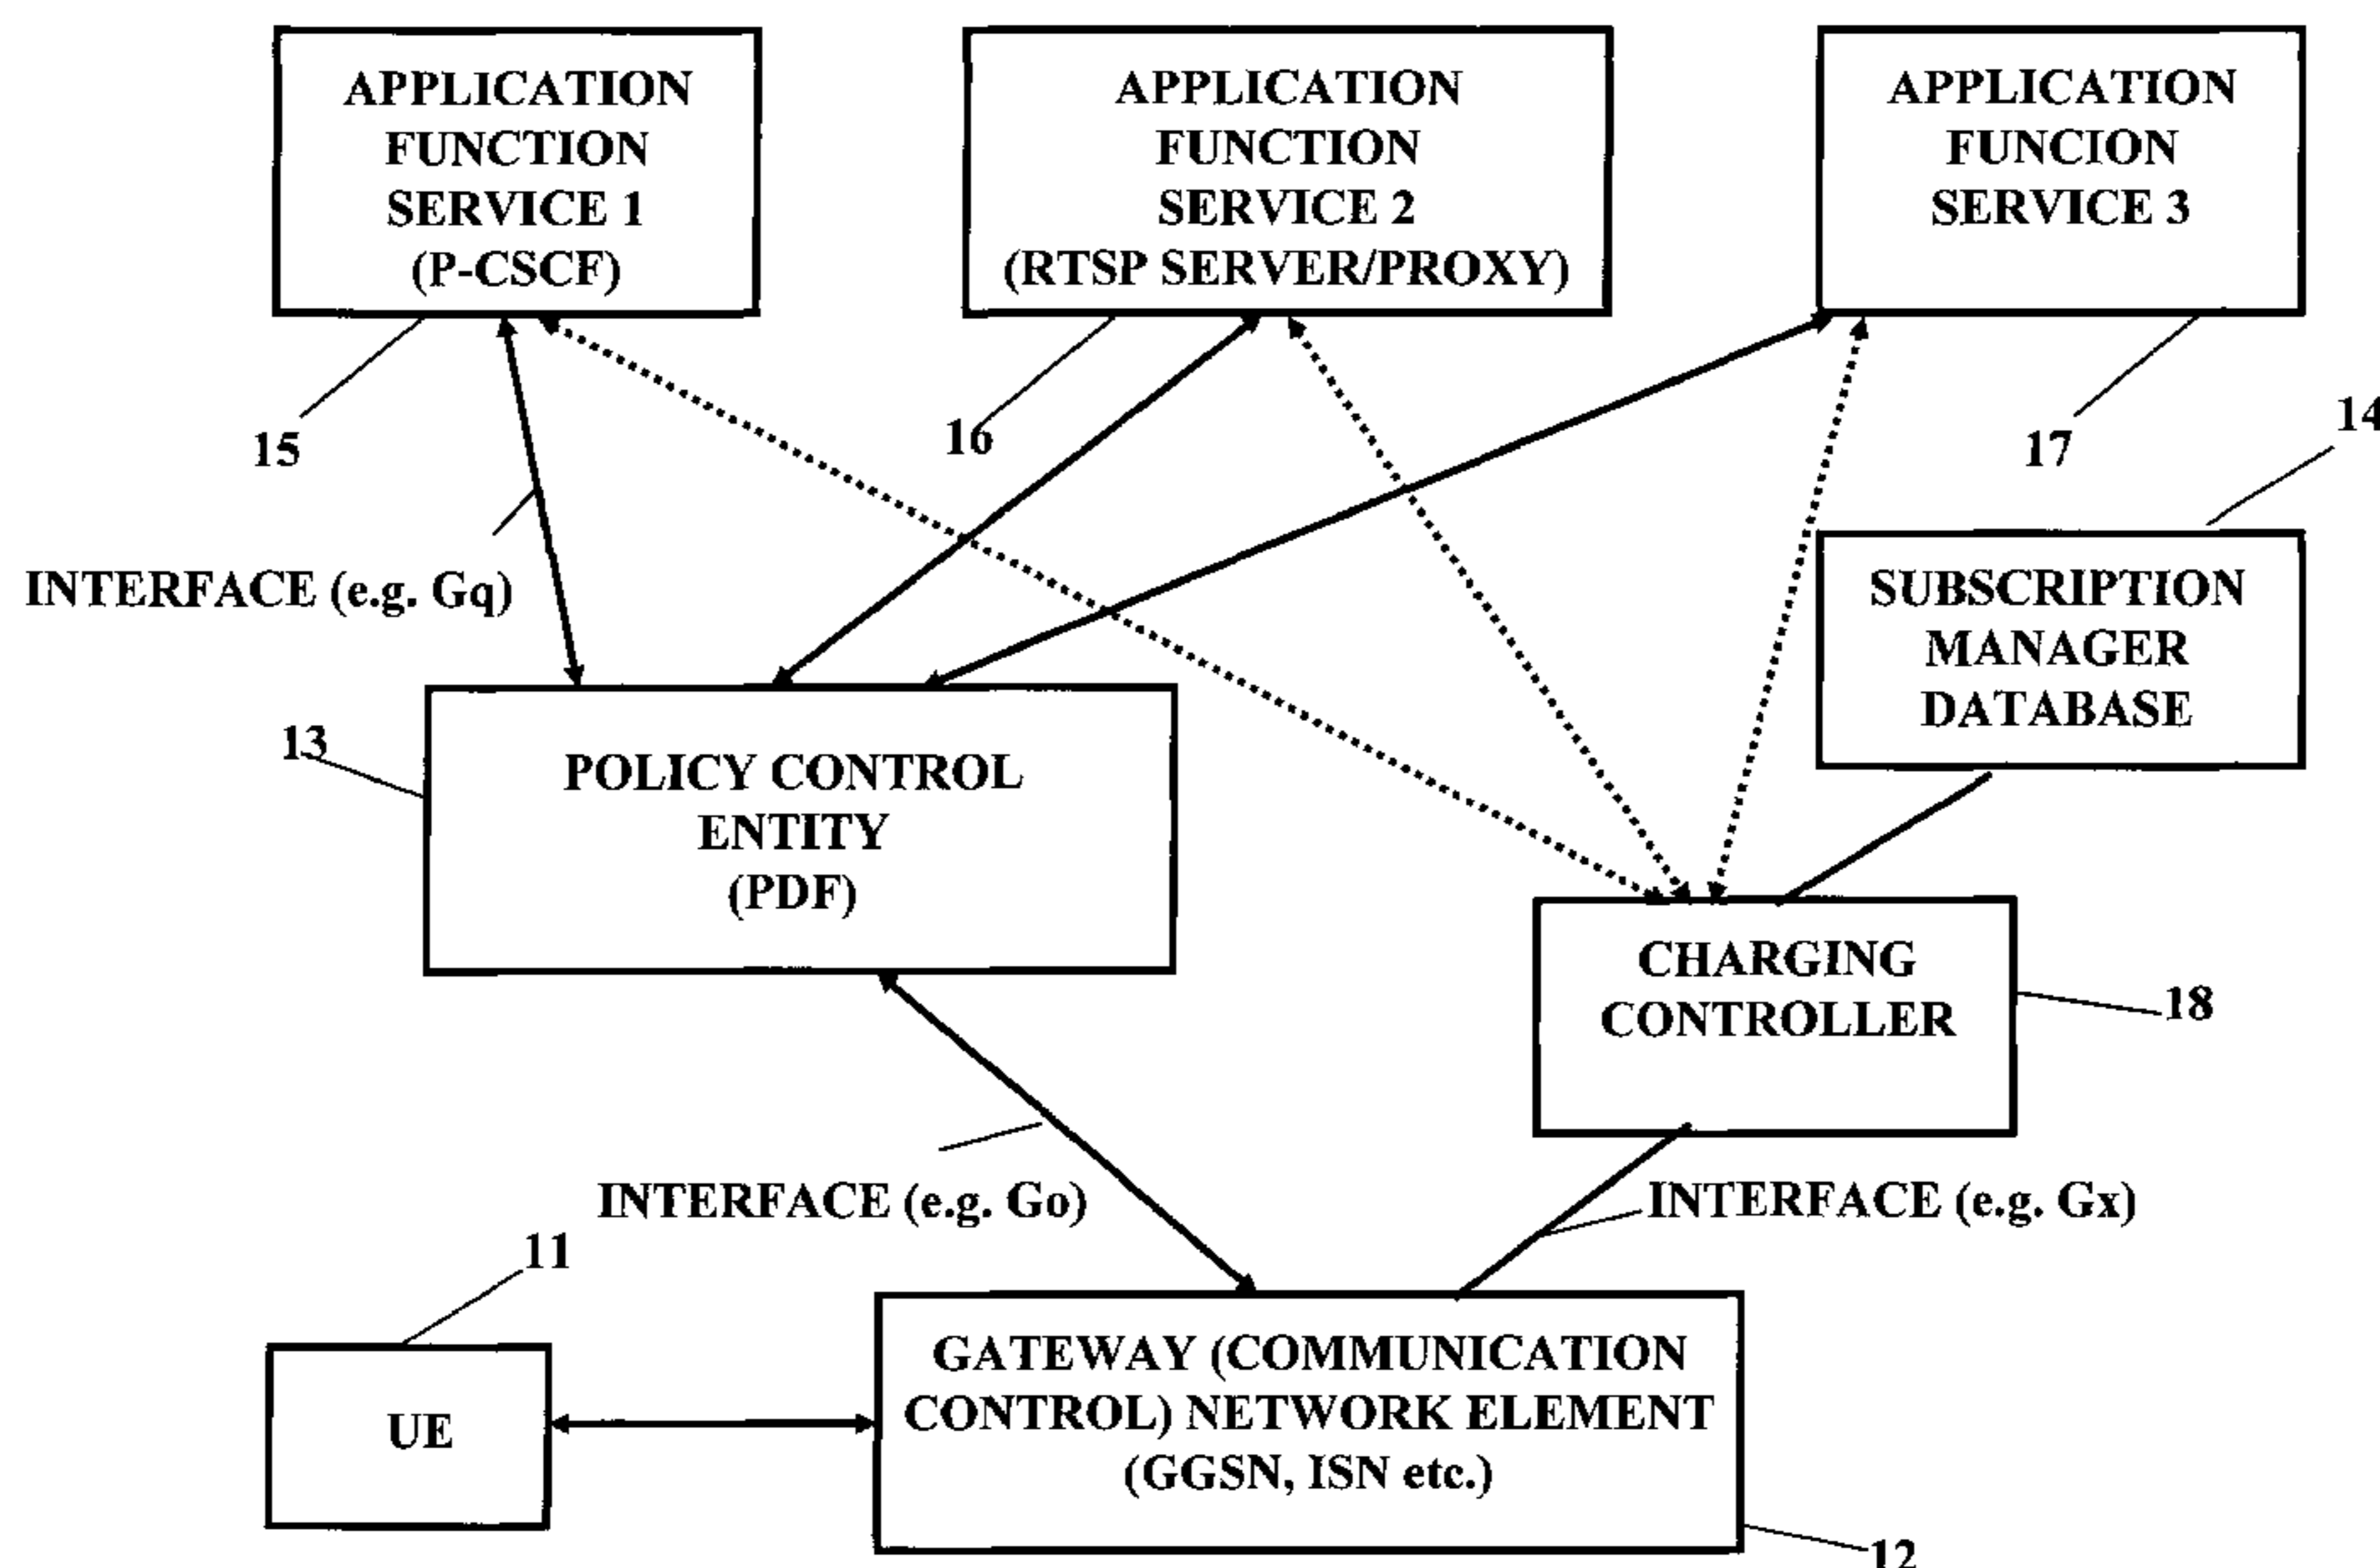 APPLICATION
FUNCTION
SERVICE 1
(P-CSCF)
APPLICATION
FUNCTION
SERVICE 2
(RTSP SERVER/PROXY)
APPLICATION
FUNCION
SERVICE 3
15
16
17
14
INTERFACE (e.g. Gq)
SUBSCRIPTION
MANAGER
DATABASE
13
POLICY CONTROL
ENTITY
(PDF)
CHARGING
CONTROLLER
18
INTERFACE (e.g. Go)
INTERFACE (e.g. Gx)
11
UE
GATEWAY (COMMUNICATION
CONTROL) NETWORK ELEMENT
(GGSN, ISN etc.)
12